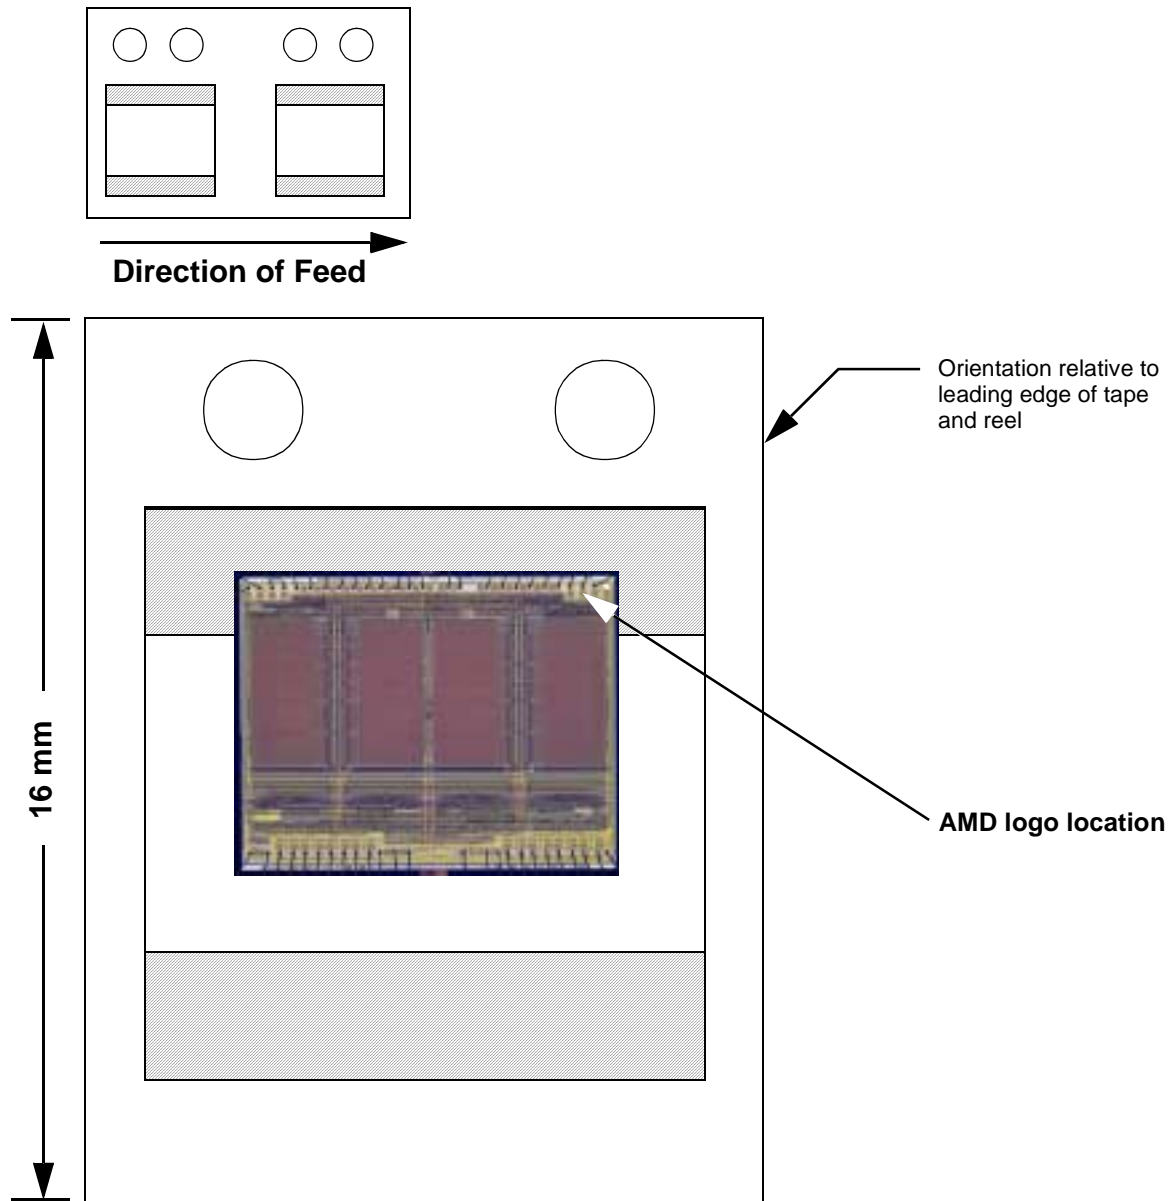 Direction of Feed
Orientation relative to
leading edge of tape
and reel
16 mm
AMD logo location